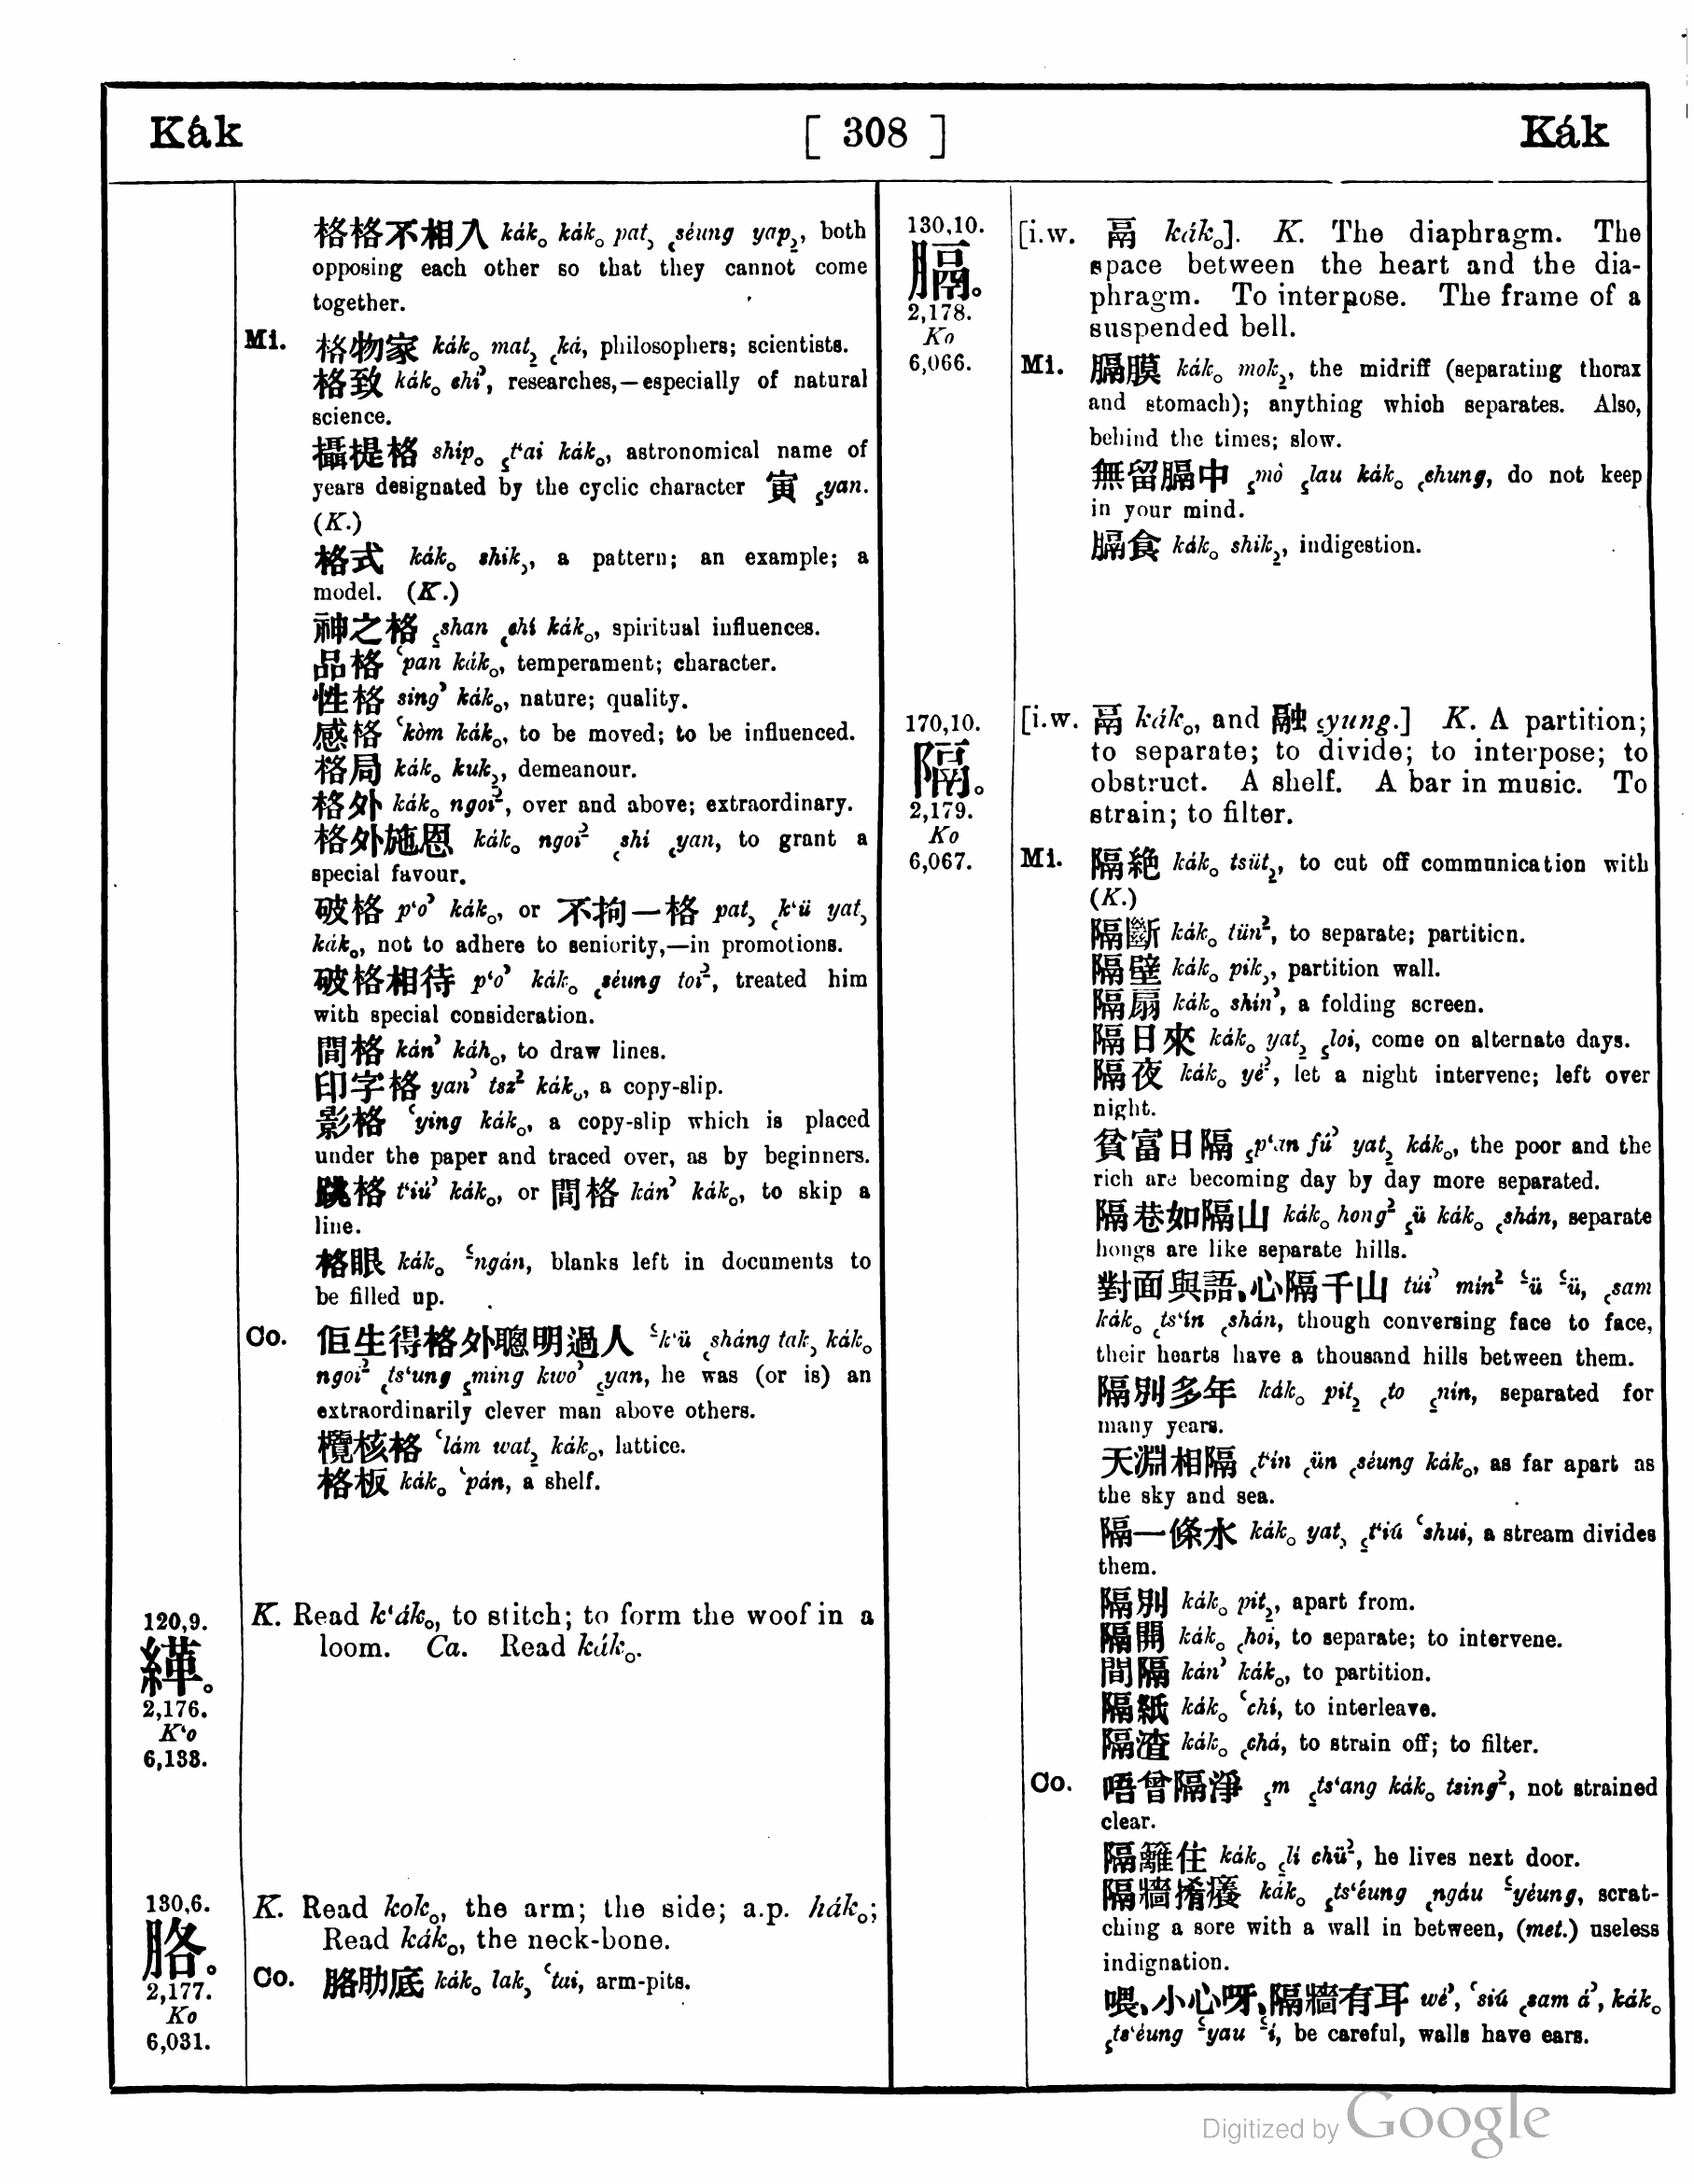 Kák [ 308 ] Kák
格格不相入 kák˳ kák˳ pat˒ ˓séung yap˒, both
opposing each other so that they cannot come
together.
Mi. 格物家 kák˳ mat˒ ˓ká, philosophers; scientists.
格致 kák˳ chí’, researches,—especially of natural
science.
攝提格 shíp˳ ˓t‘ai kák˳, astronomical name of
years designated by the cyclic character 寅 ˓yan.
(K.)
格式 kák˳ shik˒, a pattern; an example; a
model. (K.)
神之格 ˓shan ˓chí kák˳, spiritual influences.
品格 ‘pan kák˳, temperament; character.
性格 sing’ kák˳, nature; quality.
感格 ‘kòm kák˳, to be moved; to be influenced.
格局 kák˳ kuk˒, demeanour.
格外 kák˳ ngoi², over and above; extraordinary.
格外施恩 kák˳ ngoi² ˓shí ˓yan, to grant a
special favour.
破格 p‘o’ kák˳, or 不拘一格 pat˒ ˓k‘ü yat˒
kák˳, not to adhere to seniority,—in promotions.
破格相待 p‘o’ kák˳ ˓séung toi², treated him
with special consideration.
間格 kán’ káh˳, to draw lines.
印字格 yan’ tsz² kák˳, a copy-slip.
影格 ‘ying kák˳, a copy-slip which is placed
under the paper and traced over, as by beginners.
跳格 t‘iú’ kák˳, or 間格 kán’ kák˳, to skip a
line.
格眼 kák˳ ‘ngán, blanks left in documents to
be filled up.
Co. 佢生得格外聰明過人 ‘k‘ü ˓sháng tak˒ kák˳
ngoi² ˓ts‘ung ˓ming kwo’ ˓yan, he was (or is) an
extraordinarily clever man above others.
欖核格 ‘lám wat˒ kák˳, lattice.
格板 kák˳ ‘pán, a shelf.
120,9.
緙˳
2,176.
K‘o
6,138.
K. Read k‘ák˳, to stitch; to form the woof in a
loom. Ca. Read kák˳.
130,6.
胳˳
2,177.
Ko
6,031.
K. Read kok˳, the arm; the side; a.p. hák˳;
Read kák˳, the neck-bone.
Co. 胳肋底 kák˳ lak˒ ‘tai, arm-pits.
130,10.
膈˳
2,178.
Ko
6,066.
[i.w. 鬲 kák˳]. K. The diaphragm. The
space between the heart and the dia-
phragm. To interpose. The frame of a
suspended bell.
Mi. 膈膜 kák˳ mok˒, the midriff (separating thorax
and stomach); anything which separates. Also,
behind the times; slow.
無留膈中 ˓mò ˓lau kák˳ ˓chung, do not keep
in your mind.
膈食 kák˳ shik˒, indigestion.
170,10.
隔˳
2,179.
Ko
6,067.
[i.w. 鬲 kák˳, and 融 ˓yung.] K. A partition;
to separate; to divide; to interpose; to
obstruct. A shelf. A bar in music. To
strain; to filter.
Mi. 隔絶 kák˳ tsüt˒, to cut off communication with
(K.)
隔斷 kák˳ tün², to separate; partiticn.
隔壁 kák˳ pik˒, partition wall.
隔扇 kák˳ shín’, a folding screen.
隔日來 kák˳ yat˒ ˓loi, come on alternate days.
隔夜 kák˳ yé², let a night intervene; left over
night.
貧富日隔 ˓p‘an fú’ yat˒ kák˳, the poor and the
rich are becoming day by day more separated.
隔巷如隔山 kák˳ hong² ˓ü kák˳ ˓shán, separate
hongs are like separate hills.
對面與語、心隔千山 túi’ mín² ‘ü ‘ü, ˓sam
kák˳ ˓ts‘ín ˓shán, though conversing face to face,
their hearts have a thousand hills between them.
隔別多年 kák˳ pít˒ ˓to ˓nín, separated for
many years.
天淵相隔 ˓t‘ín ˓ün ˓séung kák˳, as far apart as
the sky and sea.
隔一條水 kák˳ yat˒ ˓t‘iú ‘shui, a stream divides
them.
隔別 kák˳ pít˒, apart from.
隔開 kák˳ ˓hoi, to separate; to intervene.
間隔 kán’ kák˳, to partition.
隔紙 kák˳ ‘chí, to interleave.
隔渣 kák˳ ˓chá, to strain off; to filter.
Co. 唔曾隔淨 ˓m ˓ts‘ang kák˳ tsing², not strained
clear.
隔籬住 kák˳ ˓lí chü², he lives next door.
隔牆㨢癢 kák˳ ˓ts‘éung ˓ngáu ‘yéung, scrat-
ching a sore with a wall in between, (met.) useless
indignation.
喂、小心呀、隔牆有耳 wé’, ‘siú ˓sam á’, kák˳
˓ts‘éung ‘yau ‘í, be careful, walls have ears.
Digitized by Google